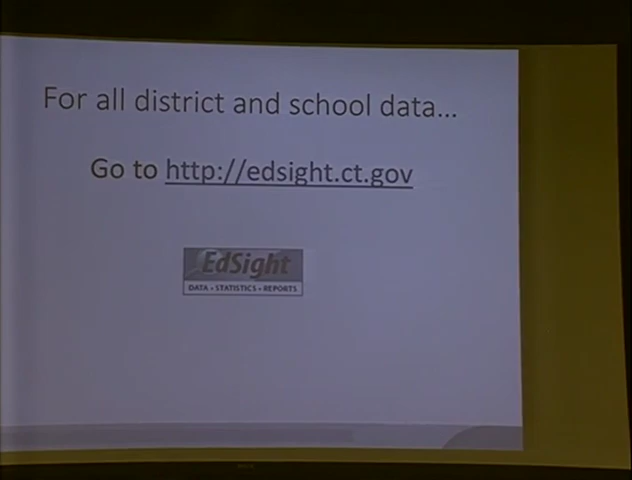 For all district and school data...
Go to http://edsight.ct.gov
EdSight
DATA • STATISTICS • REPORTS